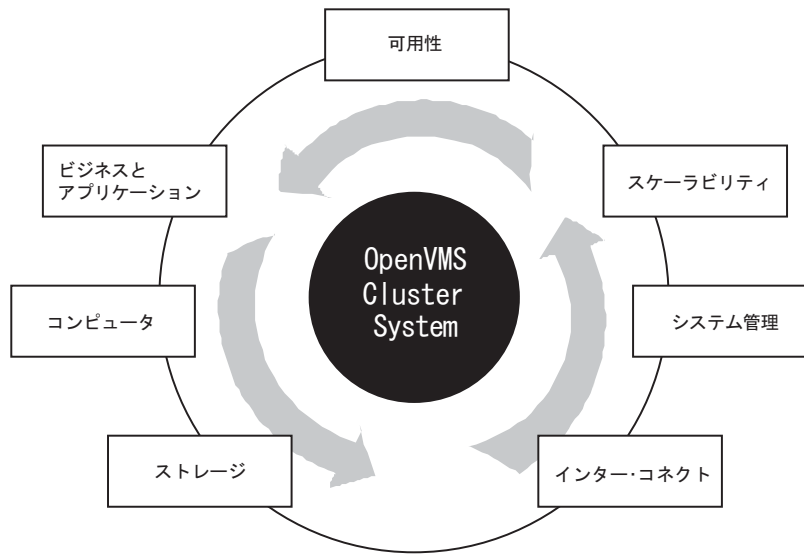 可用性
ビジネスと
アプリケーション
スケーラビリティ
OpenVMS
Cluster
System
コンピュータ
システム管理
ストレージ
インター・コネクト